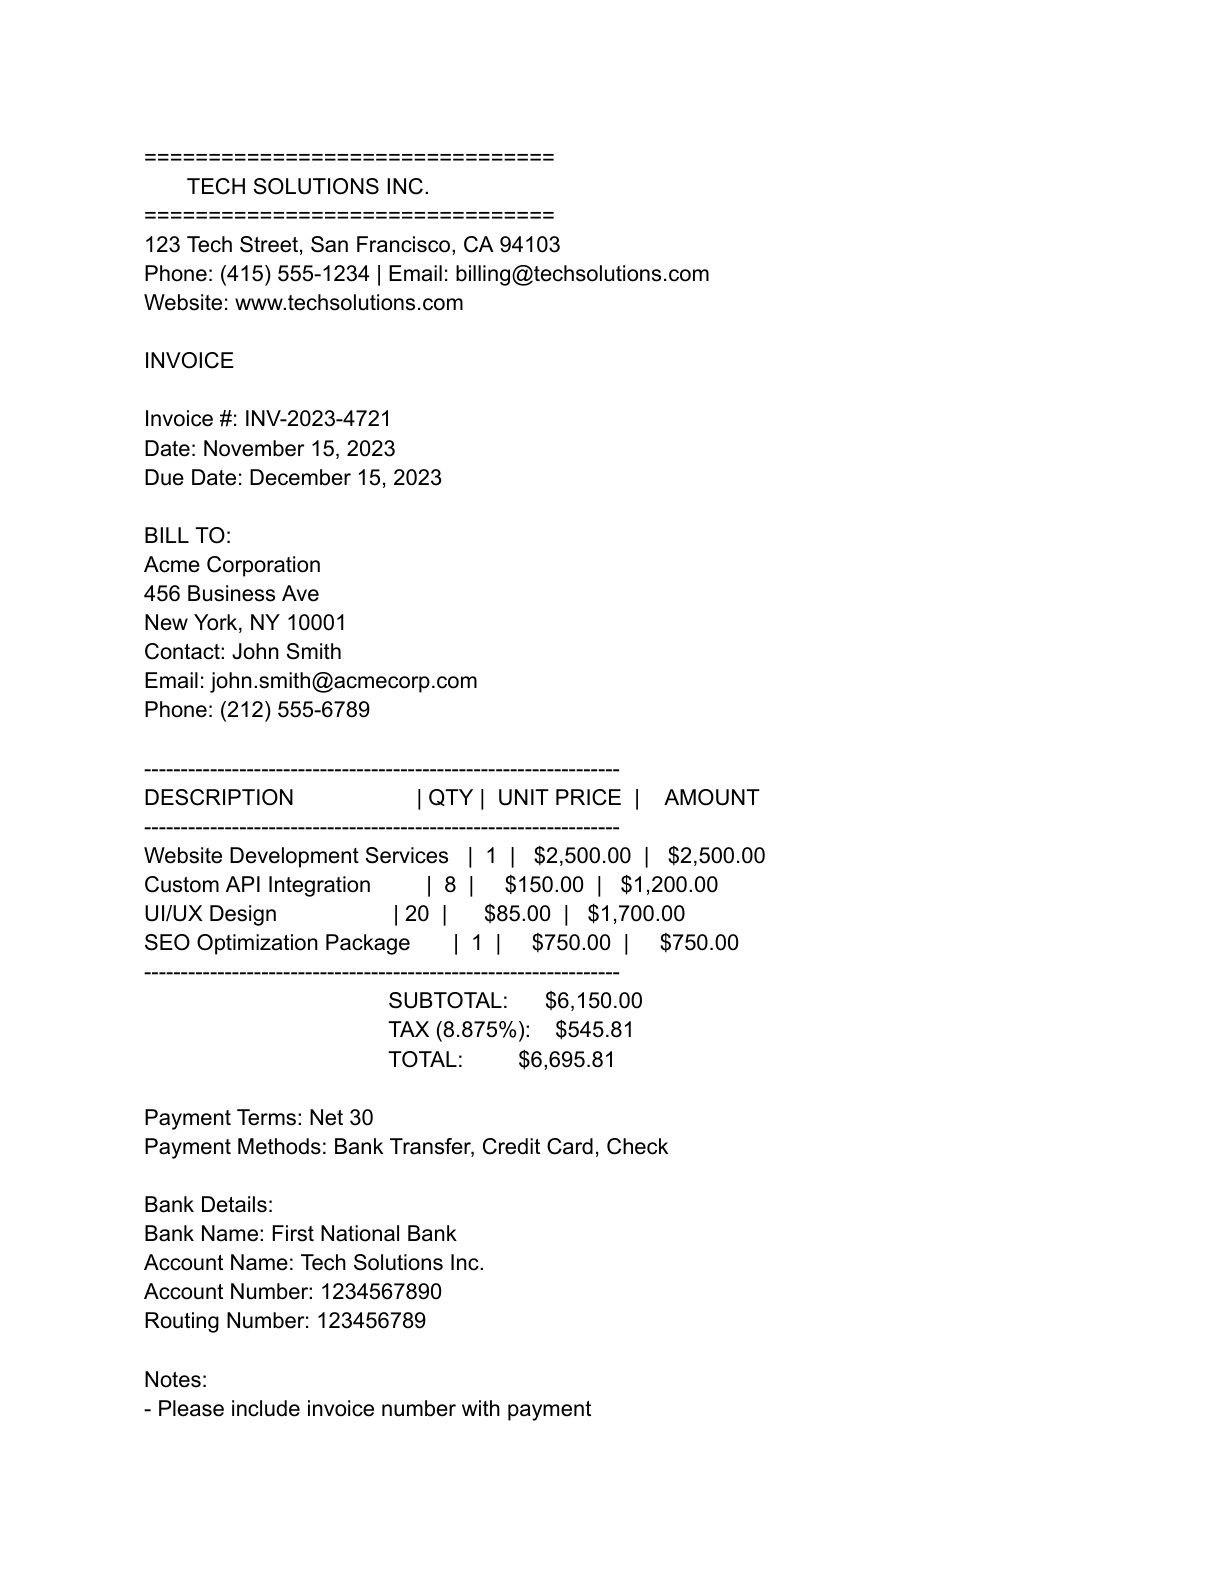 ================================
TECH SOLUTIONS INC.
================================
123 Tech Street, San Francisco, CA 94103
Phone: (415) 555-1234 | Email: billing@techsolutions.com
Website: www.techsolutions.com

INVOICE

Invoice #: INV-2023-4721
Date: November 15, 2023
Due Date: December 15, 2023

BILL TO:
Acme Corporation
456 Business Ave
New York, NY 10001
Contact: John Smith
Email: john.smith@acmecorp.com
Phone: (212) 555-6789

-----------------------------------------------------------------
DESCRIPTION | QTY | UNIT PRICE | AMOUNT
-----------------------------------------------------------------
Website Development Services | 1 | $2,500.00 | $2,500.00
Custom API Integration | 8 | $150.00 | $1,200.00
UI/UX Design | 20 | $85.00 | $1,700.00
SEO Optimization Package | 1 | $750.00 | $750.00
-----------------------------------------------------------------
SUBTOTAL: $6,150.00
TAX (8.875%): $545.81
TOTAL: $6,695.81

Payment Terms: Net 30
Payment Methods: Bank Transfer, Credit Card, Check

Bank Details:
Bank Name: First National Bank
Account Name: Tech Solutions Inc.
Account Number: 1234567890
Routing Number: 123456789

Notes:
- Please include invoice number with payment